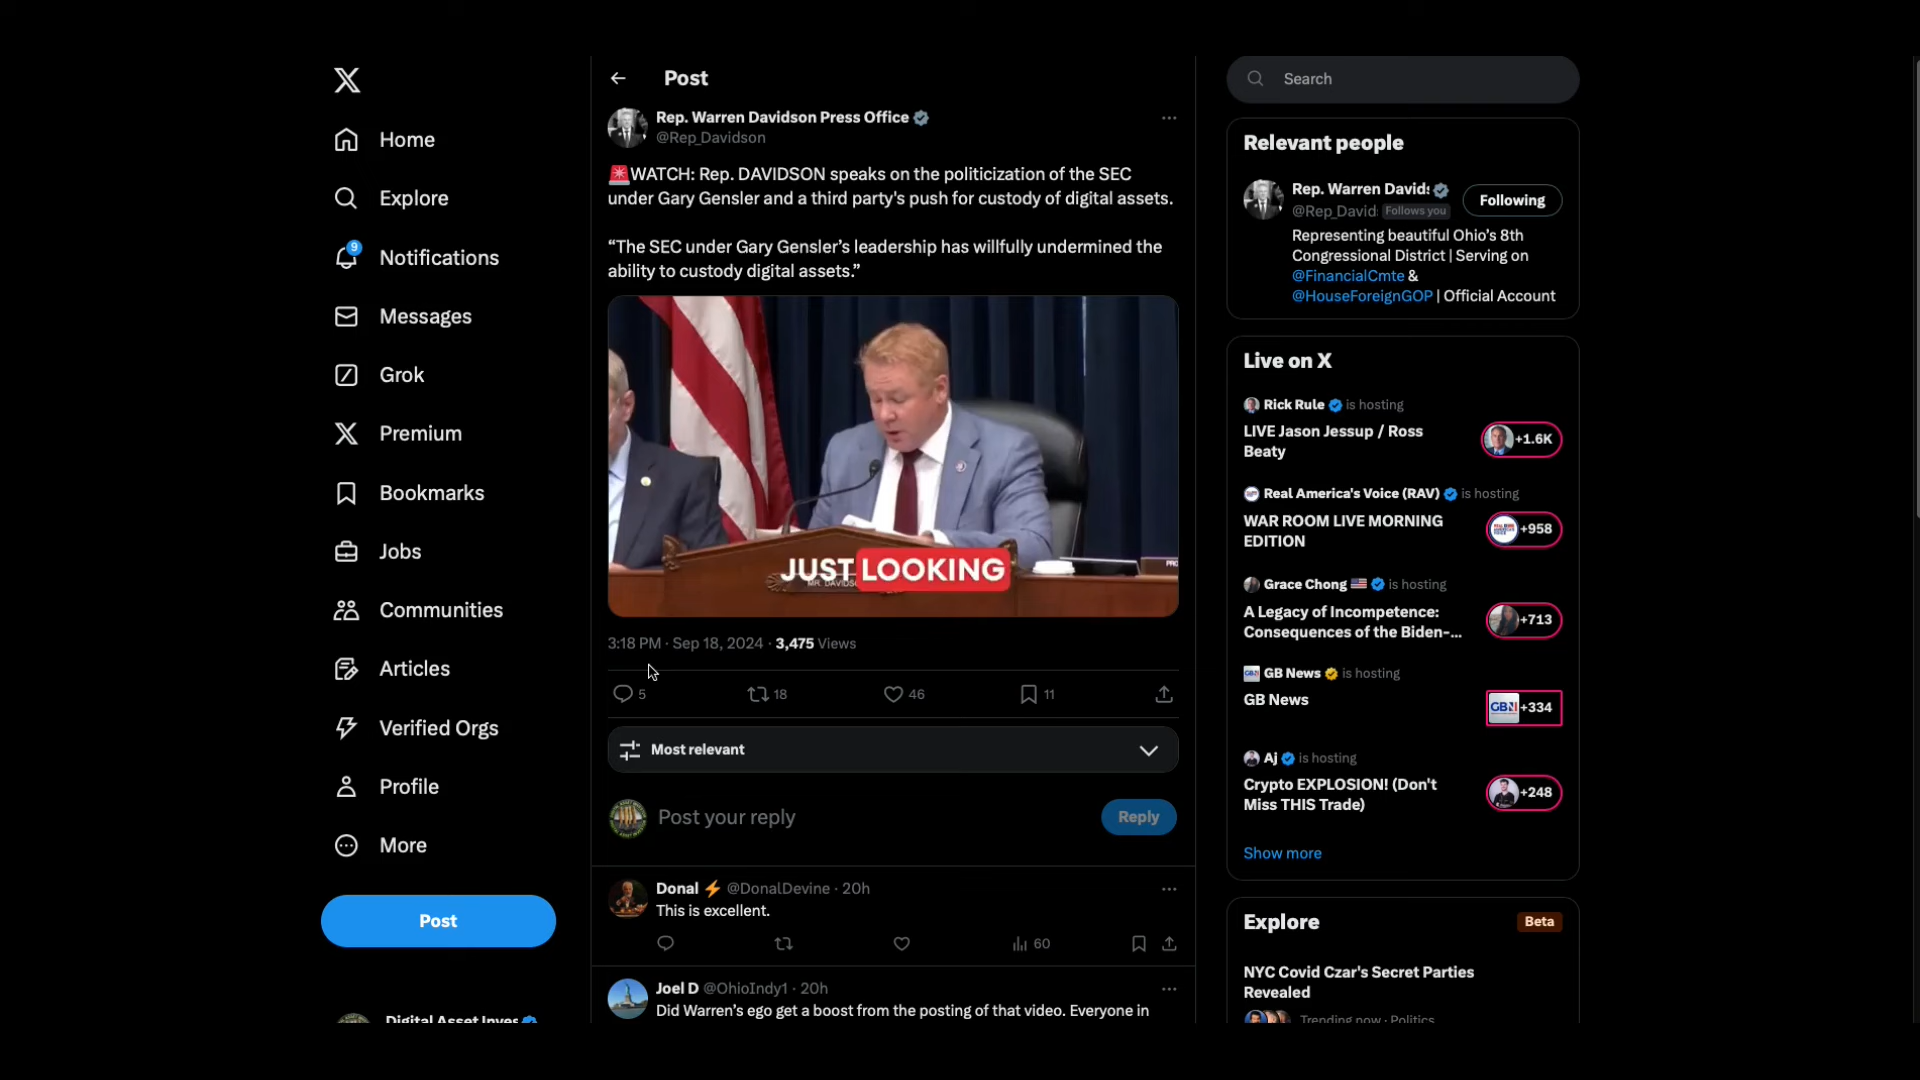 Home
Explore
9
Notifications
Messages
Grok
Premium
Bookmarks
Jobs
Communities
Articles
Verified Orgs
Profile
More
Post
Digital Asset Inves
Post
Rep. Warren Davidson Press Office
@Rep_Davidson
🚨WATCH: Rep. DAVIDSON speaks on the politicization of the SEC
under Gary Gensler and a third party's push for custody of digital assets.
“The SEC under Gary Gensler’s leadership has willfully undermined the
ability to custody digital assets.”
JUST LOOKING
3:18 PM · Sep 18, 2024 · 3,475 Views
5 18 46 11
Most relevant
Post your reply
Reply
Donal ⚡ @DonalDevine · 20h
This is excellent.
60
Joel D @OhioIndy1 · 20h
Did Warren’s ego get a boost from the posting of that video. Everyone in
Search
Relevant people
Rep. Warren Davids
@Rep_David Follows you
Following
Representing beautiful Ohio’s 8th
Congressional District | Serving on
@FinancialCmte &
@HouseForeignGOP | Official Account
Live on X
Rick Rule is hosting
LIVE Jason Jessup / Ross
Beaty
+1.6K
Real America's Voice (RAV) is hosting
WAR ROOM LIVE MORNING
EDITION
+958
Grace Chong 🇺🇸 is hosting
A Legacy of Incompetence:
Consequences of the Biden-...
+713
GB News is hosting
GB News
GBN
+334
Aj is hosting
Crypto EXPLOSION! (Don't
Miss THIS Trade)
+248
Show more
Explore
Beta
NYC Covid Czar's Secret Parties
Revealed
Trending now · Politics